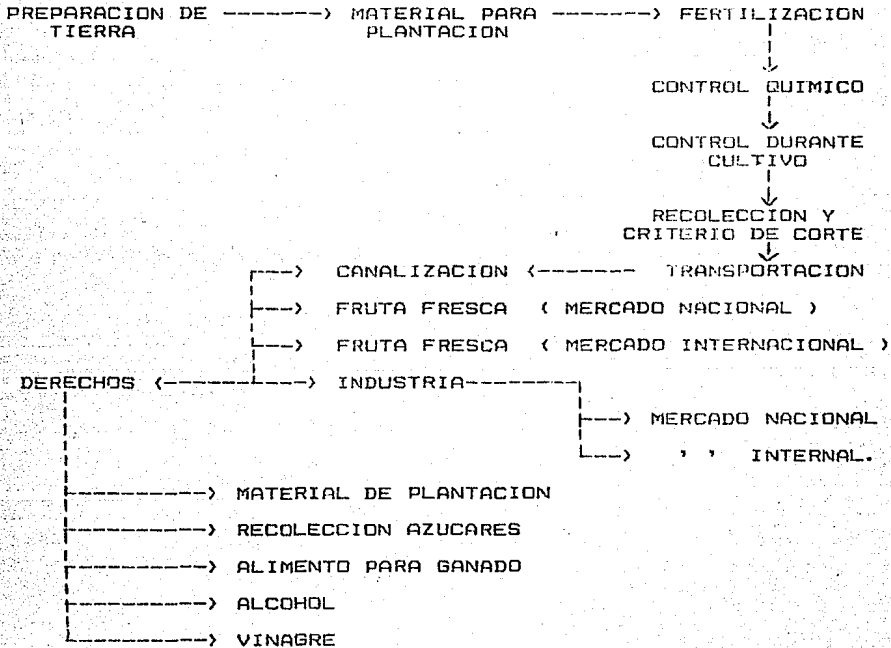 PREPARACION DE -------> MATERIAL PARA ------> FERTILIZACION
TIERRA PLANTACION
CONTROL QUIMICO
CONTROL DURANTE
CULTIVO
RECOLECCION Y
CRITERIO DE CORTE
CANALIZACION <------ TRANSPORTACION
FRUTA FRESCA ( MERCADO NACIONAL )
FRUTA FRESCA ( MERCADO INTERNACIONAL )
DERECHOS <------- INDUSTRIA-------
MERCADO NACIONAL
' ' INTERNAL.
MATERIAL DE PLANTACION
RECOLECCION AZUCARES
ALIMENTO PARA GANADO
ALCOHOL
VINAGRE